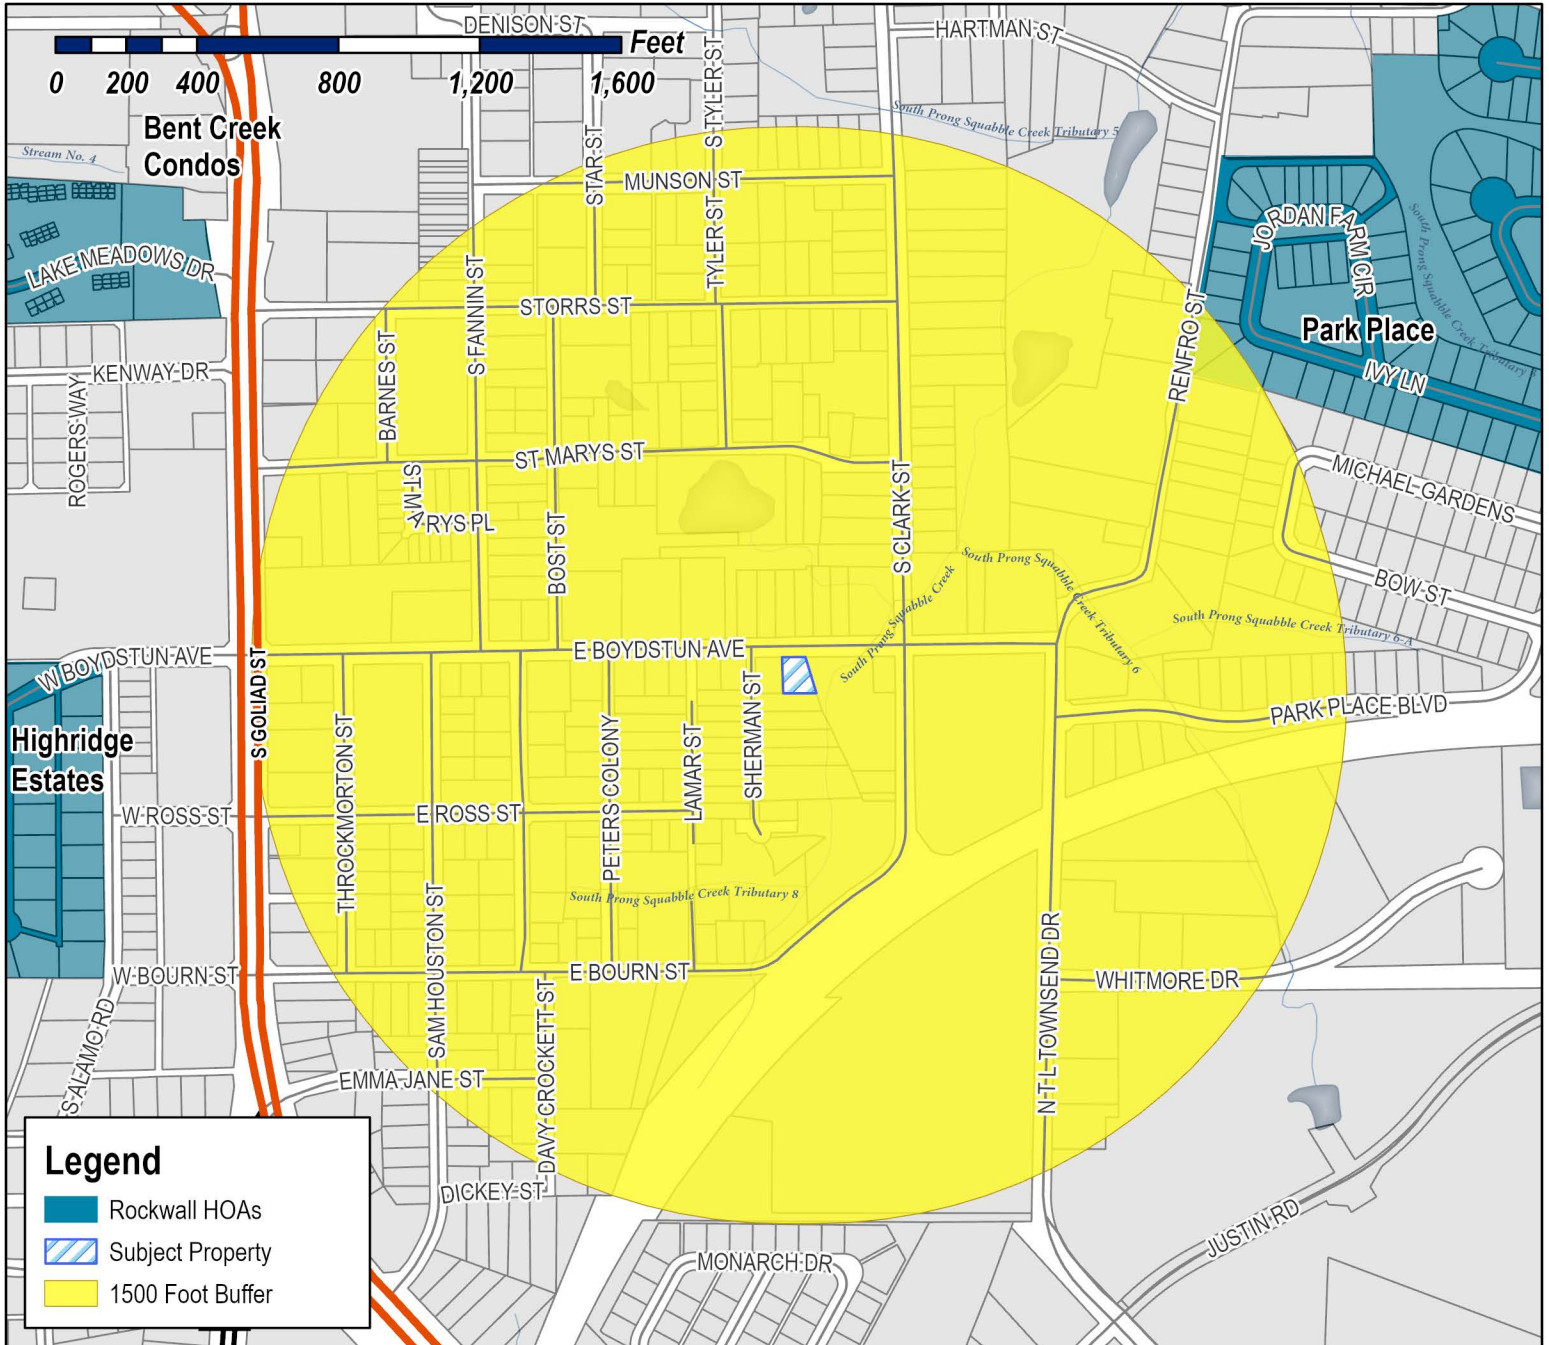 DENISON ST
HARTMAN ST
Feet
0 200 400 800 1,200 1,600
S TYLER ST
Bent Creek
Condos
South Prong Squabble Creek Tributary 5
Stream No. 4
STAR ST
MUNSON ST
TYLER ST
JORDAN FARM CIR
South Prong Squabble Creek Tributary
LAKE MEADOWS DR
S FANNIN ST
STORRS ST
RENFRO ST
Park Place
BARNES ST
KENWAY DR
IVY LN
ROGERS WAY
ST MARYS ST
ST MARYS PL
S CLARK ST
MICHAEL GARDENS
BOST ST
South Prong Squabble Creek
South Prong Squabble Creek Tributary 6
BOW ST
South Prong Squabble Creek Tributary 6-A
W BOYDSTUN AVE
E BOYDSTUN AVE
S GOLIAD ST
SHERMAN ST
PARK PLACE BLVD
Highridge
Estates
THROCKMORTON ST
PETERS COLONY
LAMAR ST
W ROSS ST
E ROSS ST
South Prong Squabble Creek Tributary 8
SAM HOUSTON ST
W BOURN ST
E BOURN ST
N T L TOWNSEND DR
WHITMORE DR
S ALAMO RD
DAVY CROCKETT ST
EMMA JANE ST
DICKEY ST
JUSTIN RD
MONARCH DR
Legend
Rockwall HOAs
Subject Property
1500 Foot Buffer